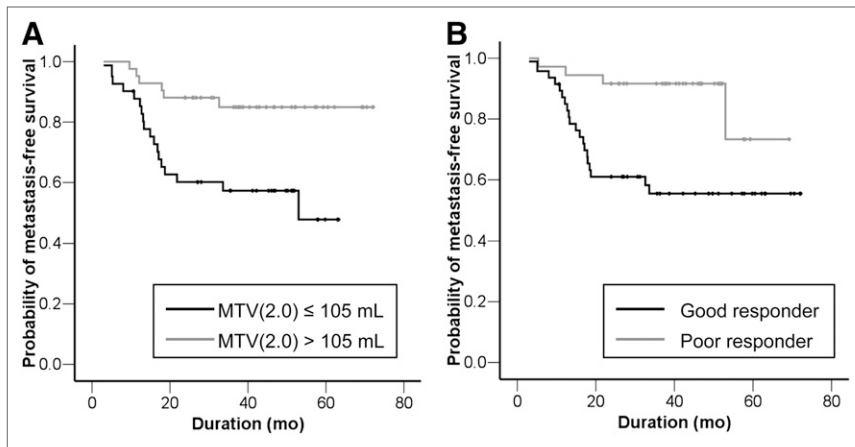 A
Probability of metastasis-free survival
1.0
0.8
0.6
0.4
0.2
0.0
MTV(2.0) ≤ 105 mL
MTV(2.0) > 105 mL
0 20 40 60 80
Duration (mo)
B
Probability of metastasis-free survival
1.0
0.8
0.6
0.4
0.2
0.0
Good responder
Poor responder
0 20 40 60 80
Duration (mo)